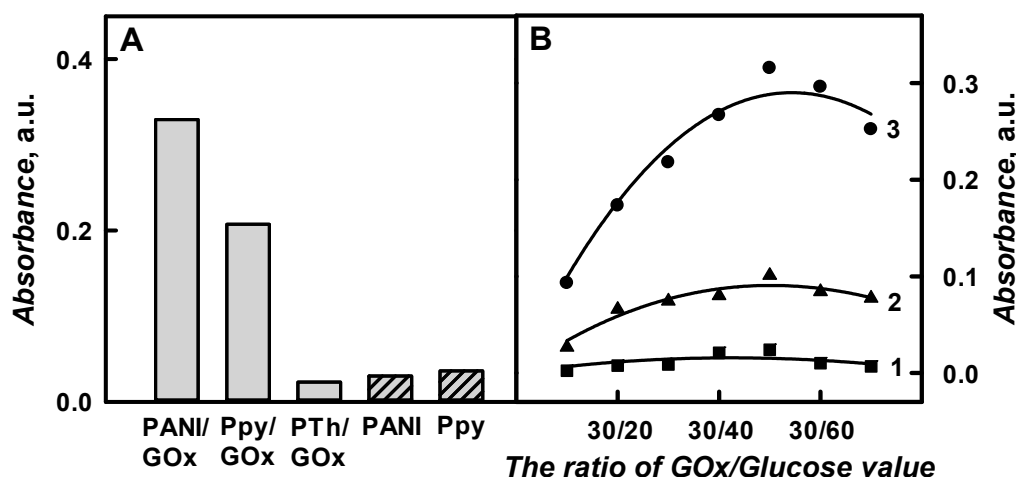 A
Absorbance, a.u.
0.4
0.2
0.0
PANI/ Ppy/ PTh/ PANI Ppy
GOx GOx GOx
B
Absorbance, a.u.
0.3
0.2
0.1
0.0
3
2
1
30/20 30/40 30/60
The ratio of GOx/Glucose value